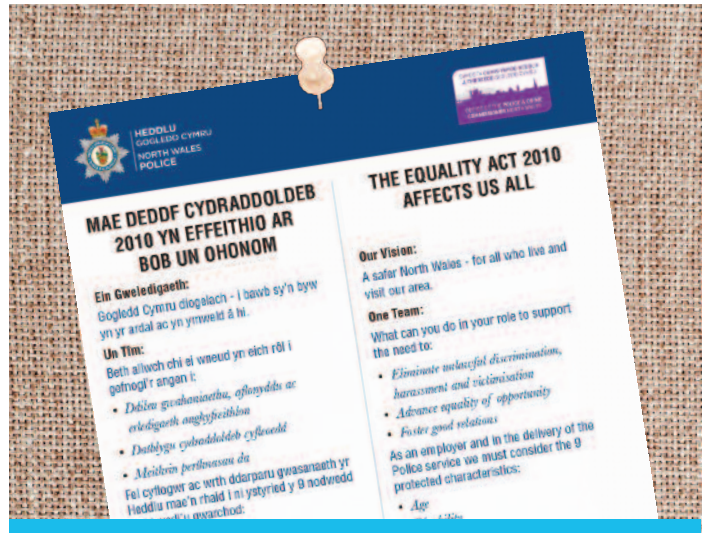 HEDDLU
GOGLEDD CYMRU
NORTH WALES
POLICE
MAE DEDDF CYDRADDOLDEB
2010 YN EFFEITHIO AR
BOB UN OHONOM
Ein Gweledigaeth:
Gogledd Cymru diogelach - i bawb sy'n byw
yn yr ardal ac yn ymweld â hi.
Un Tîm:
Beth allwch chi ei wneud yn eich rôl i
gefnogi'r angen i:
• Ddileu gwahaniaethu, aflonyddu ac
erledigaeth anghyfreithlon
• Datblygu cydraddoldeb cyfleoedd
• Meithrin perthnasau da
Fel cyflogwr ac wrth ddarparu gwasanaeth yr
Heddlu mae'n rhaid i ni ystyried y 9 nodwedd
gwarchod:
THE EQUALITY ACT 2010
AFFECTS US ALL
Our Vision:
A safer North Wales - for all who live and
visit our area.
One Team:
What can you do in your role to support
the need to:
• Eliminate unlawful discrimination,
harassment and victimisation
• Advance equality of opportunity
• Foster good relations
As an employer and in the delivery of the
Police service we must consider the 9
protected characteristics:
• Age